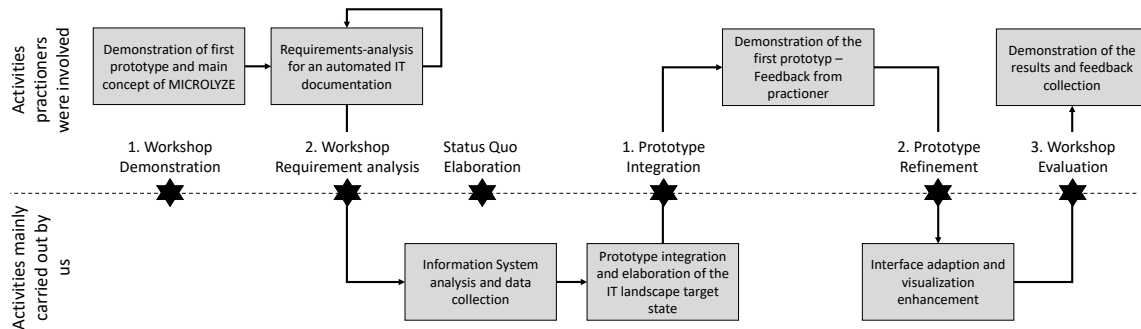 Activities
practitioners
were involved
Demonstration of first
prototype and main
concept of MICROLYZE
Requirements-analysis
for an automated IT
documentation
Demonstration of the
first prototyp –
Feedback from
practioner
Demonstration of the
results and feedback
collection
1. Workshop
Demonstration
2. Workshop
Requirement analysis
Status Quo
Elaboration
1. Prototype
Integration
2. Prototype
Refinement
3. Workshop
Evaluation
Activities mainly
carried out by
us
Information System
analysis and data
collection
Prototype integration
and elaboration of the
IT landscape target
state
Interface adaption and
visualization
enhancement